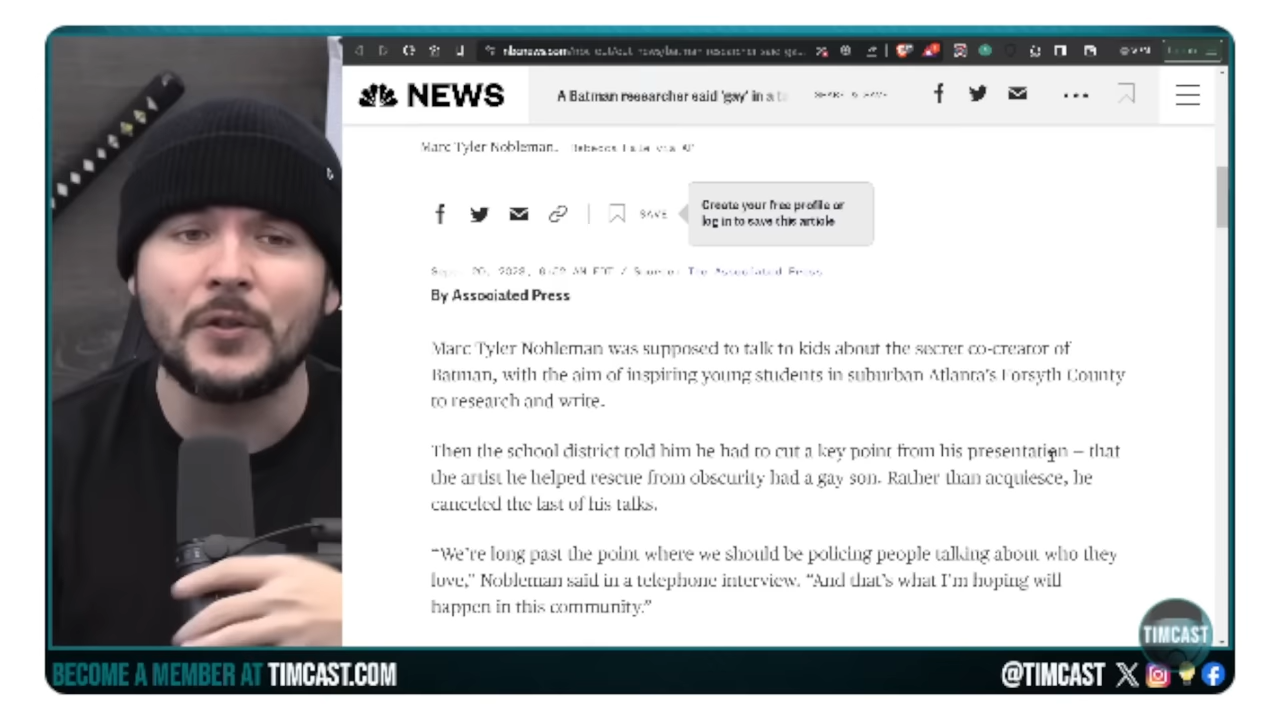 nbcnews.com
NEWS
A Batman researcher said 'gay' in a
Marc Tyler Nobleman.
SAVE
Create your free profile or
log in to save this article
The Associated Press
By Associated Press
Marc Tyler Nobleman was supposed to talk to kids about the secret co-creator of
Batman, with the aim of inspiring young students in suburban Atlanta's Forsyth County
to research and write.
Then the school district told him he had to cut a key point from his presentation — that
the artist he helped rescue from obscurity had a gay son. Rather than acquiesce, he
canceled the last of his talks.
“We're long past the point where we should be policing people talking about who they
love,” Nobleman said in a telephone interview. “And that's what I'm hoping will
happen in this community.”
TIMCAST
BECOME A MEMBER AT TIMCAST.COM
@TIMCAST